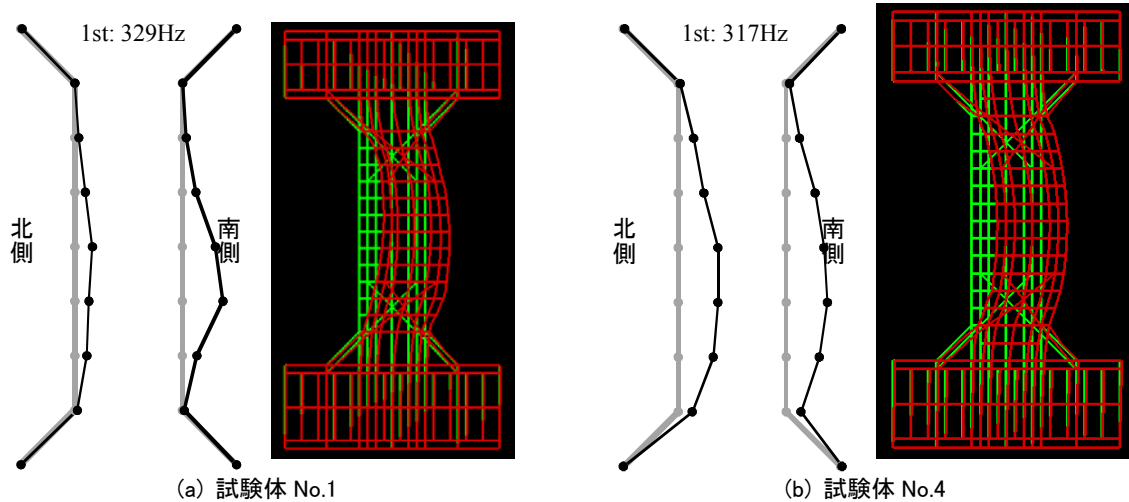 1st: 329Hz
北側
南側
(a) 試験体 No.1
1st: 317Hz
北側
南側
(b) 試験体 No.4